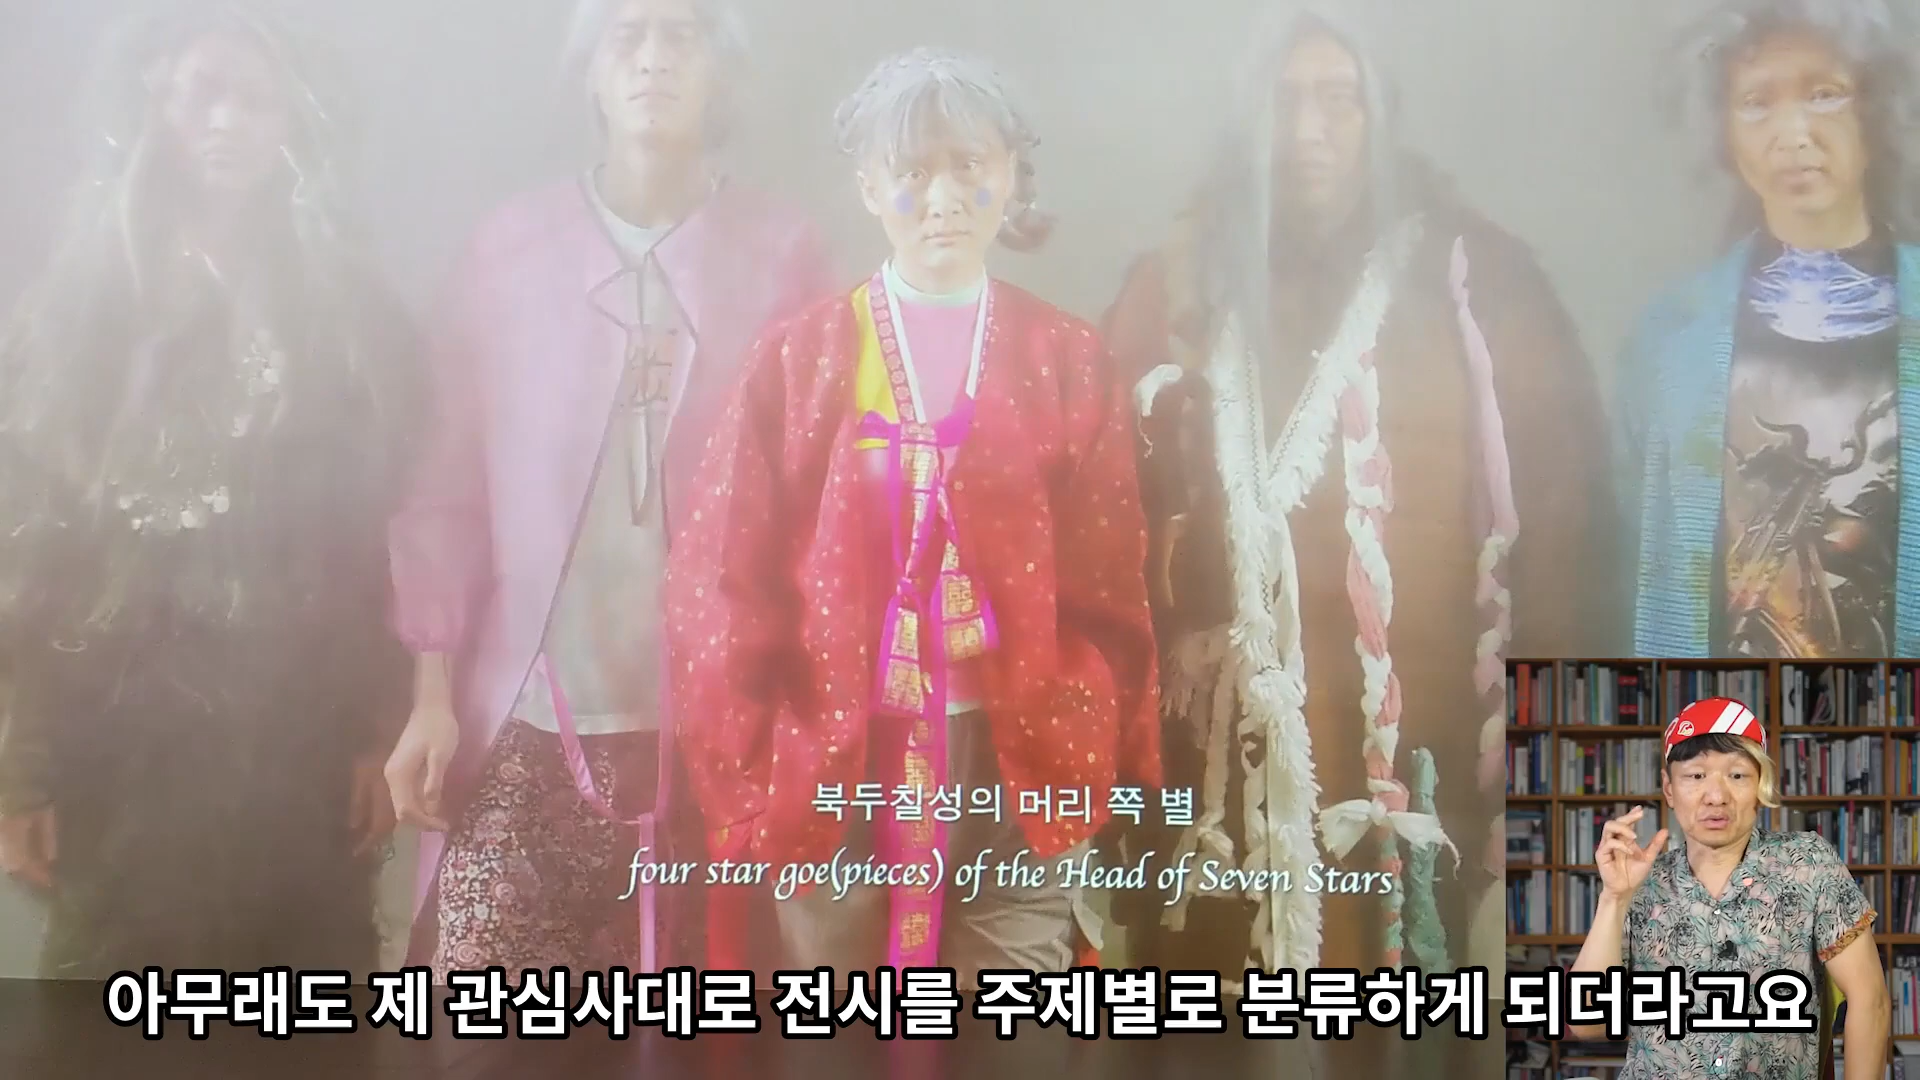 북두칠성의 머리 쪽 별
four star goe(pieces) of the Head of Seven Stars
아무래도 제 관심사대로 전시를 주제별로 분류하게 되더라고요